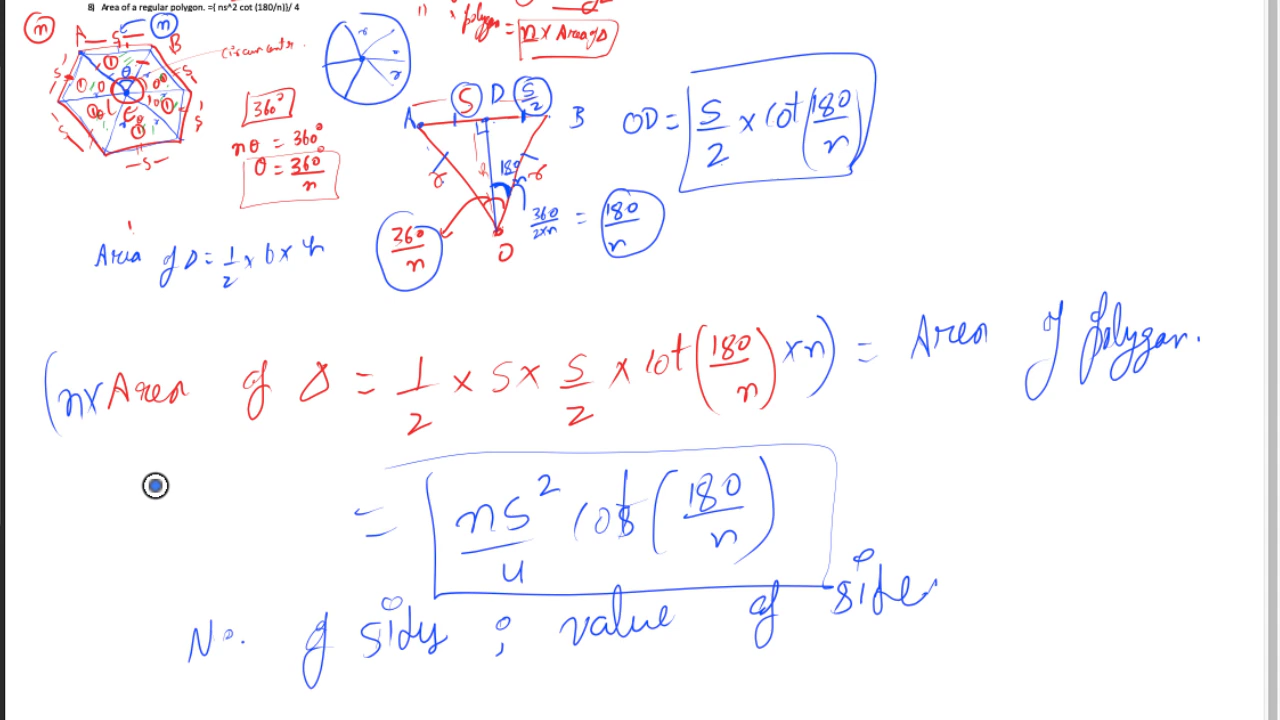 8) Area of a regular polygon. =( ns^2 cot (180/n))/ 4
1)
polygon = n x Area of Δ
n
n
A S B
circumcenter.
S
S
S
S
S
r
r
r
360°
nθ = 360°
θ = 360°/n
A S D S/2 B
r h 180/n r
O
360/n
360/2xn = 180/n
OD = S/2 x cot (180/n)
Area of Δ = 1/2 x b x h
(nx Area of Δ = 1/2 x S x S/2 x cot (180/n) x n) = Area of polygon.
= nS^2/4 cot (180/n)
No. of sides ; value of side.